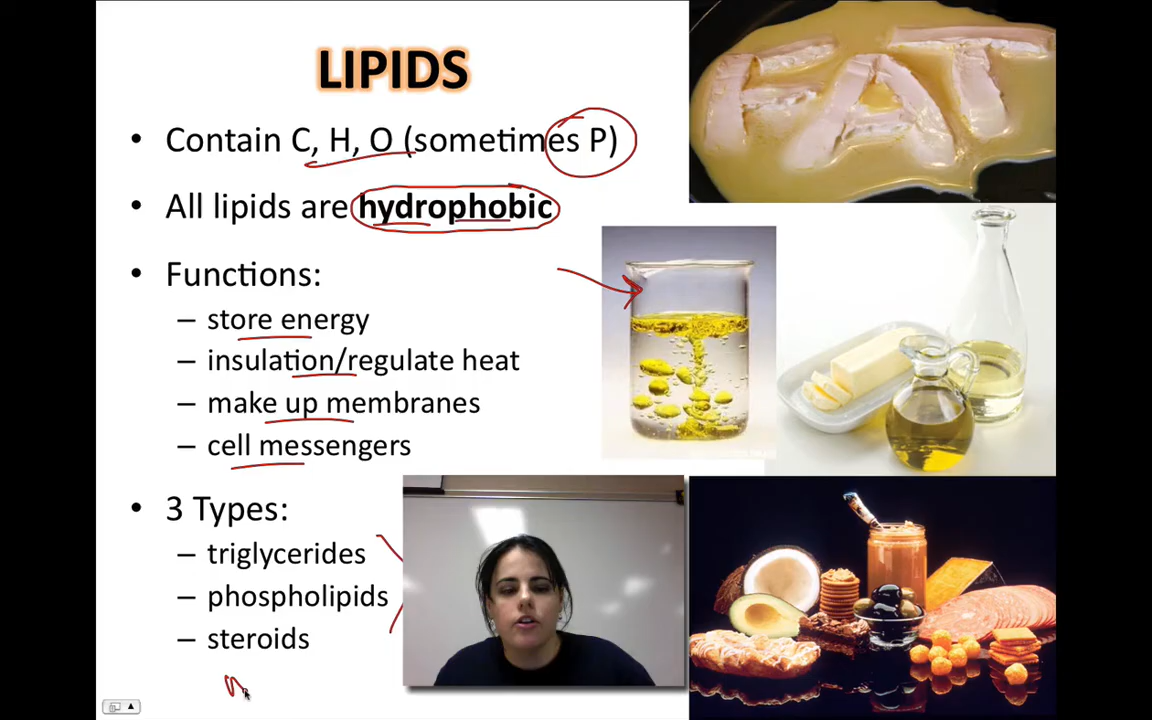 LIPIDS
• Contain C, H, O (sometimes P)
• All lipids are hydrophobic
• Functions:
– store energy
– insulation/regulate heat
– make up membranes
– cell messengers
• 3 Types:
– triglycerides
– phospholipids
– steroids
FAT